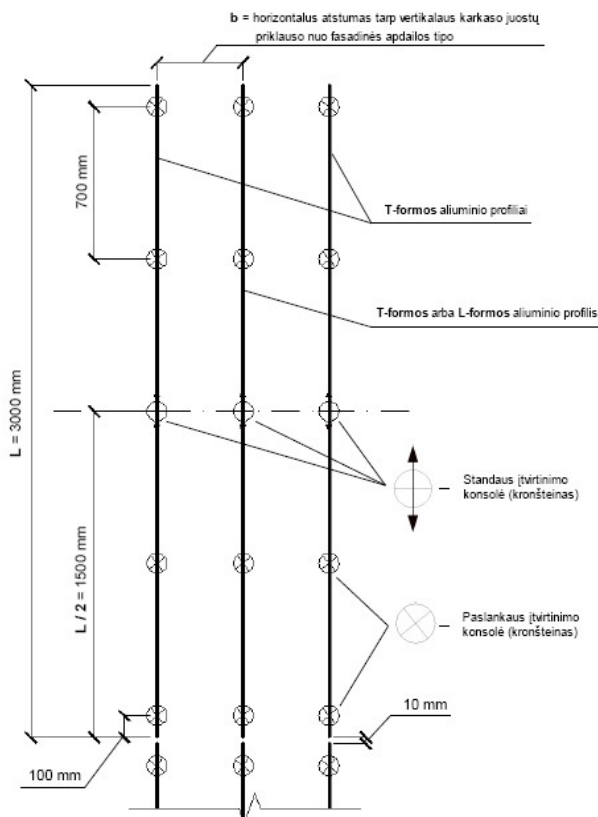 b = horizontalus atstumas tarp vertikalaus karkaso juostų
priklauso nuo fasadinės apdailos tipo
700 mm
T-formos aliuminio profiliai
T-formos arba L-formos aliuminio profilis
L = 3000 mm
L / 2 = 1500 mm
Standaus įtvirtinimo
konsolė (kronšteinas)
Paslankaus įtvirtinimo
konsolė (kronšteinas)
10 mm
100 mm